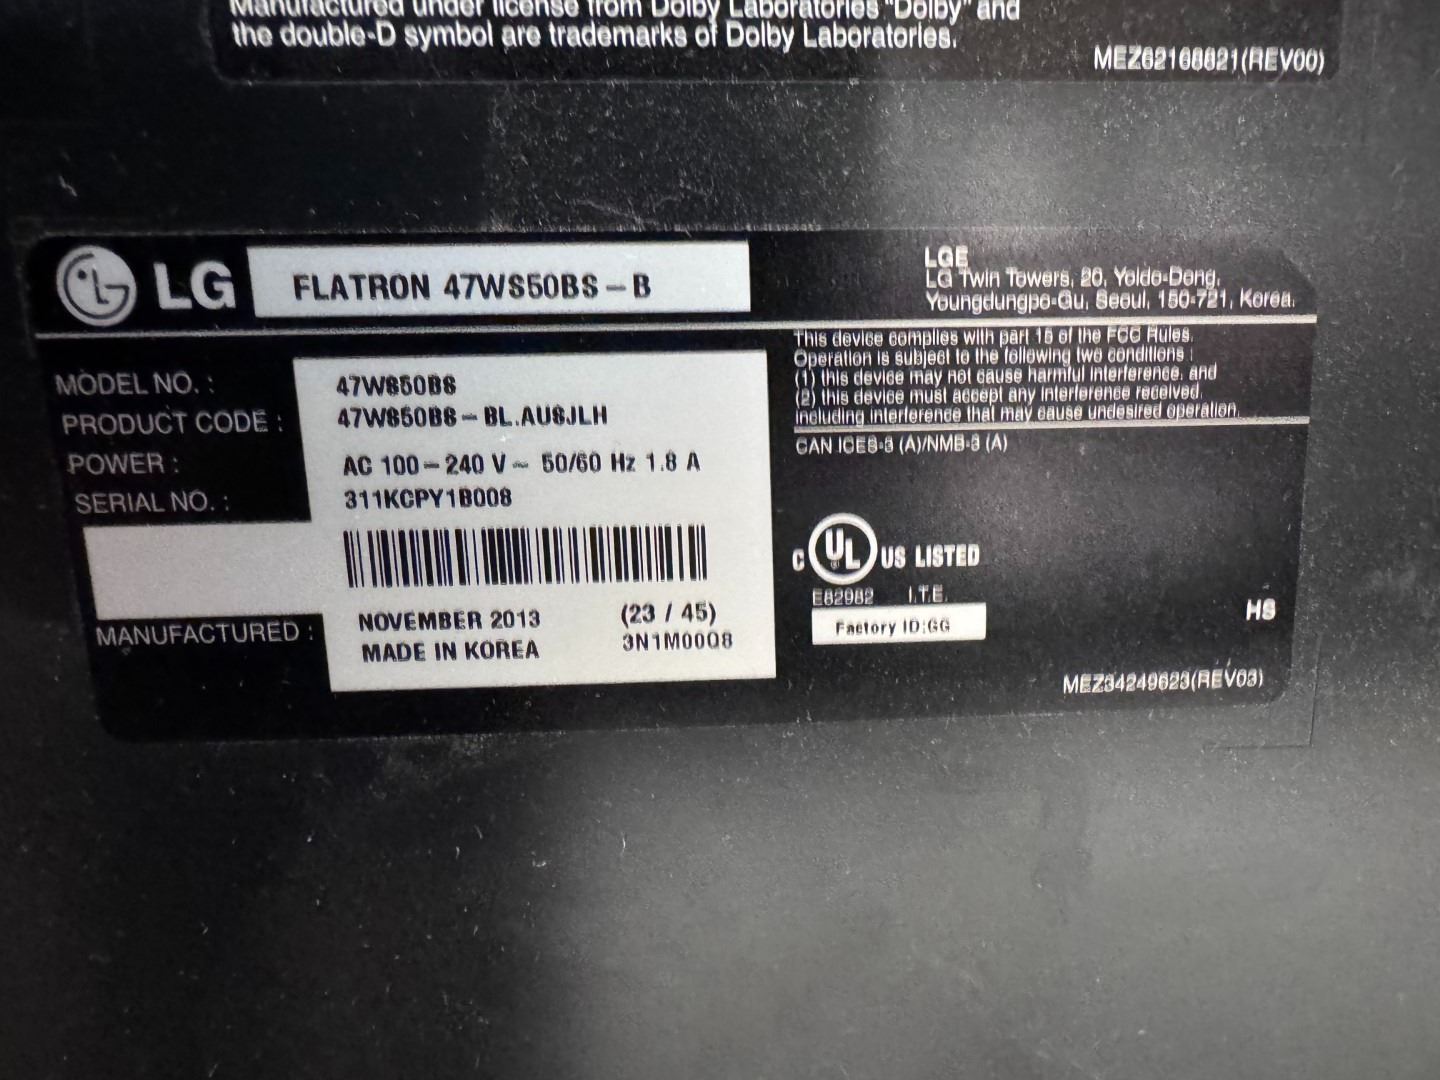 Manufactured under license from Dolby Laboratories "Dolby" and
the double-D symbol are trademarks of Dolby Laboratories.
MEZ62168821(REV00)
LG
FLATRON 47WS50BS-B
LGE
LG Twin Towers, 20, Yoido-Dong,
Youngdungpo-Gu, Seoul, 150-721, Korea.
This device complies with part 15 of the FCC Rules.
Operation is subject to the following two conditions :
(1) this device may not cause harmful interference, and
(2) this device must accept any interference received,
including interference that may cause undesired operation.
CAN ICES-3 (A)/NMB-3 (A)
MODEL NO. : 47WS50BS
PRODUCT CODE : 47WS50BS-BL.AUSJLH
POWER : AC 100-240 V~ 50/60 Hz 1.8 A
SERIAL NO. : 311KCPY1B008
MANUFACTURED : NOVEMBER 2013 (23 / 45)
MADE IN KOREA 3N1M00Q8
C UL US LISTED
E82982 I.T.E.
Factory ID:GG
HS
MEZ34249623(REV03)